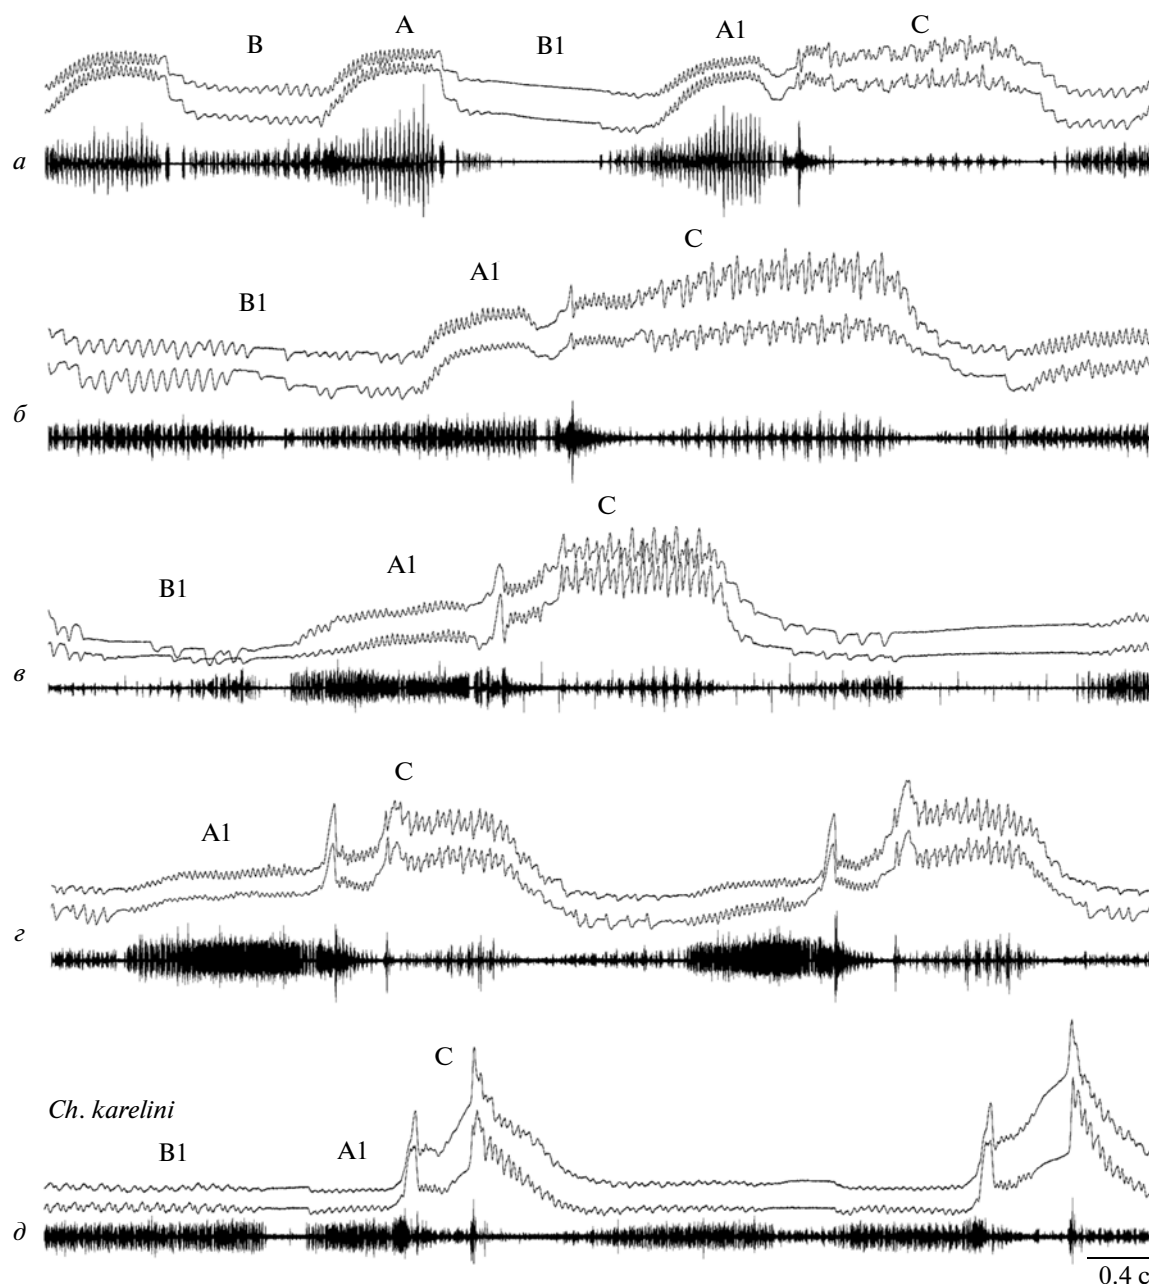 B A B1 A1 C
а
B1 A1 C
б
B1 A1 C
в
A1 C
г
C
Ch. karelini
B1 A1
д
0.4 с